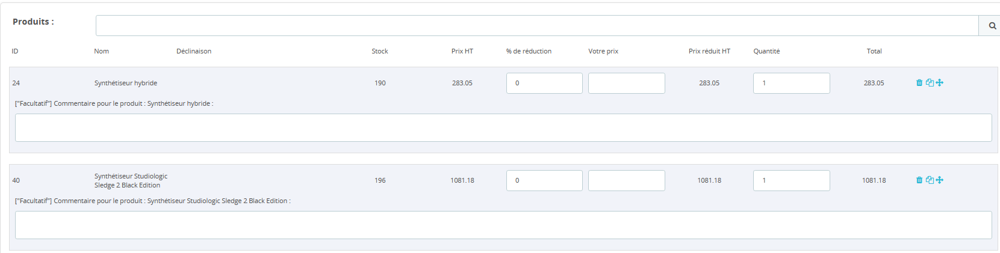 Produits :
ID Nom Déclinaison Stock Prix HT % de réduction Votre prix Prix réduit HT Quantité Total
24 Synthétiseur hybride 190 283.05 0 283.05 1 283.05
["Facultatif"] Commentaire pour le produit : Synthétiseur hybride :
40 Synthétiseur Studiologic Sledge 2 Black Edition 196 1081.18 0 1081.18 1 1081.18
["Facultatif"] Commentaire pour le produit : Synthétiseur Studiologic Sledge 2 Black Edition :